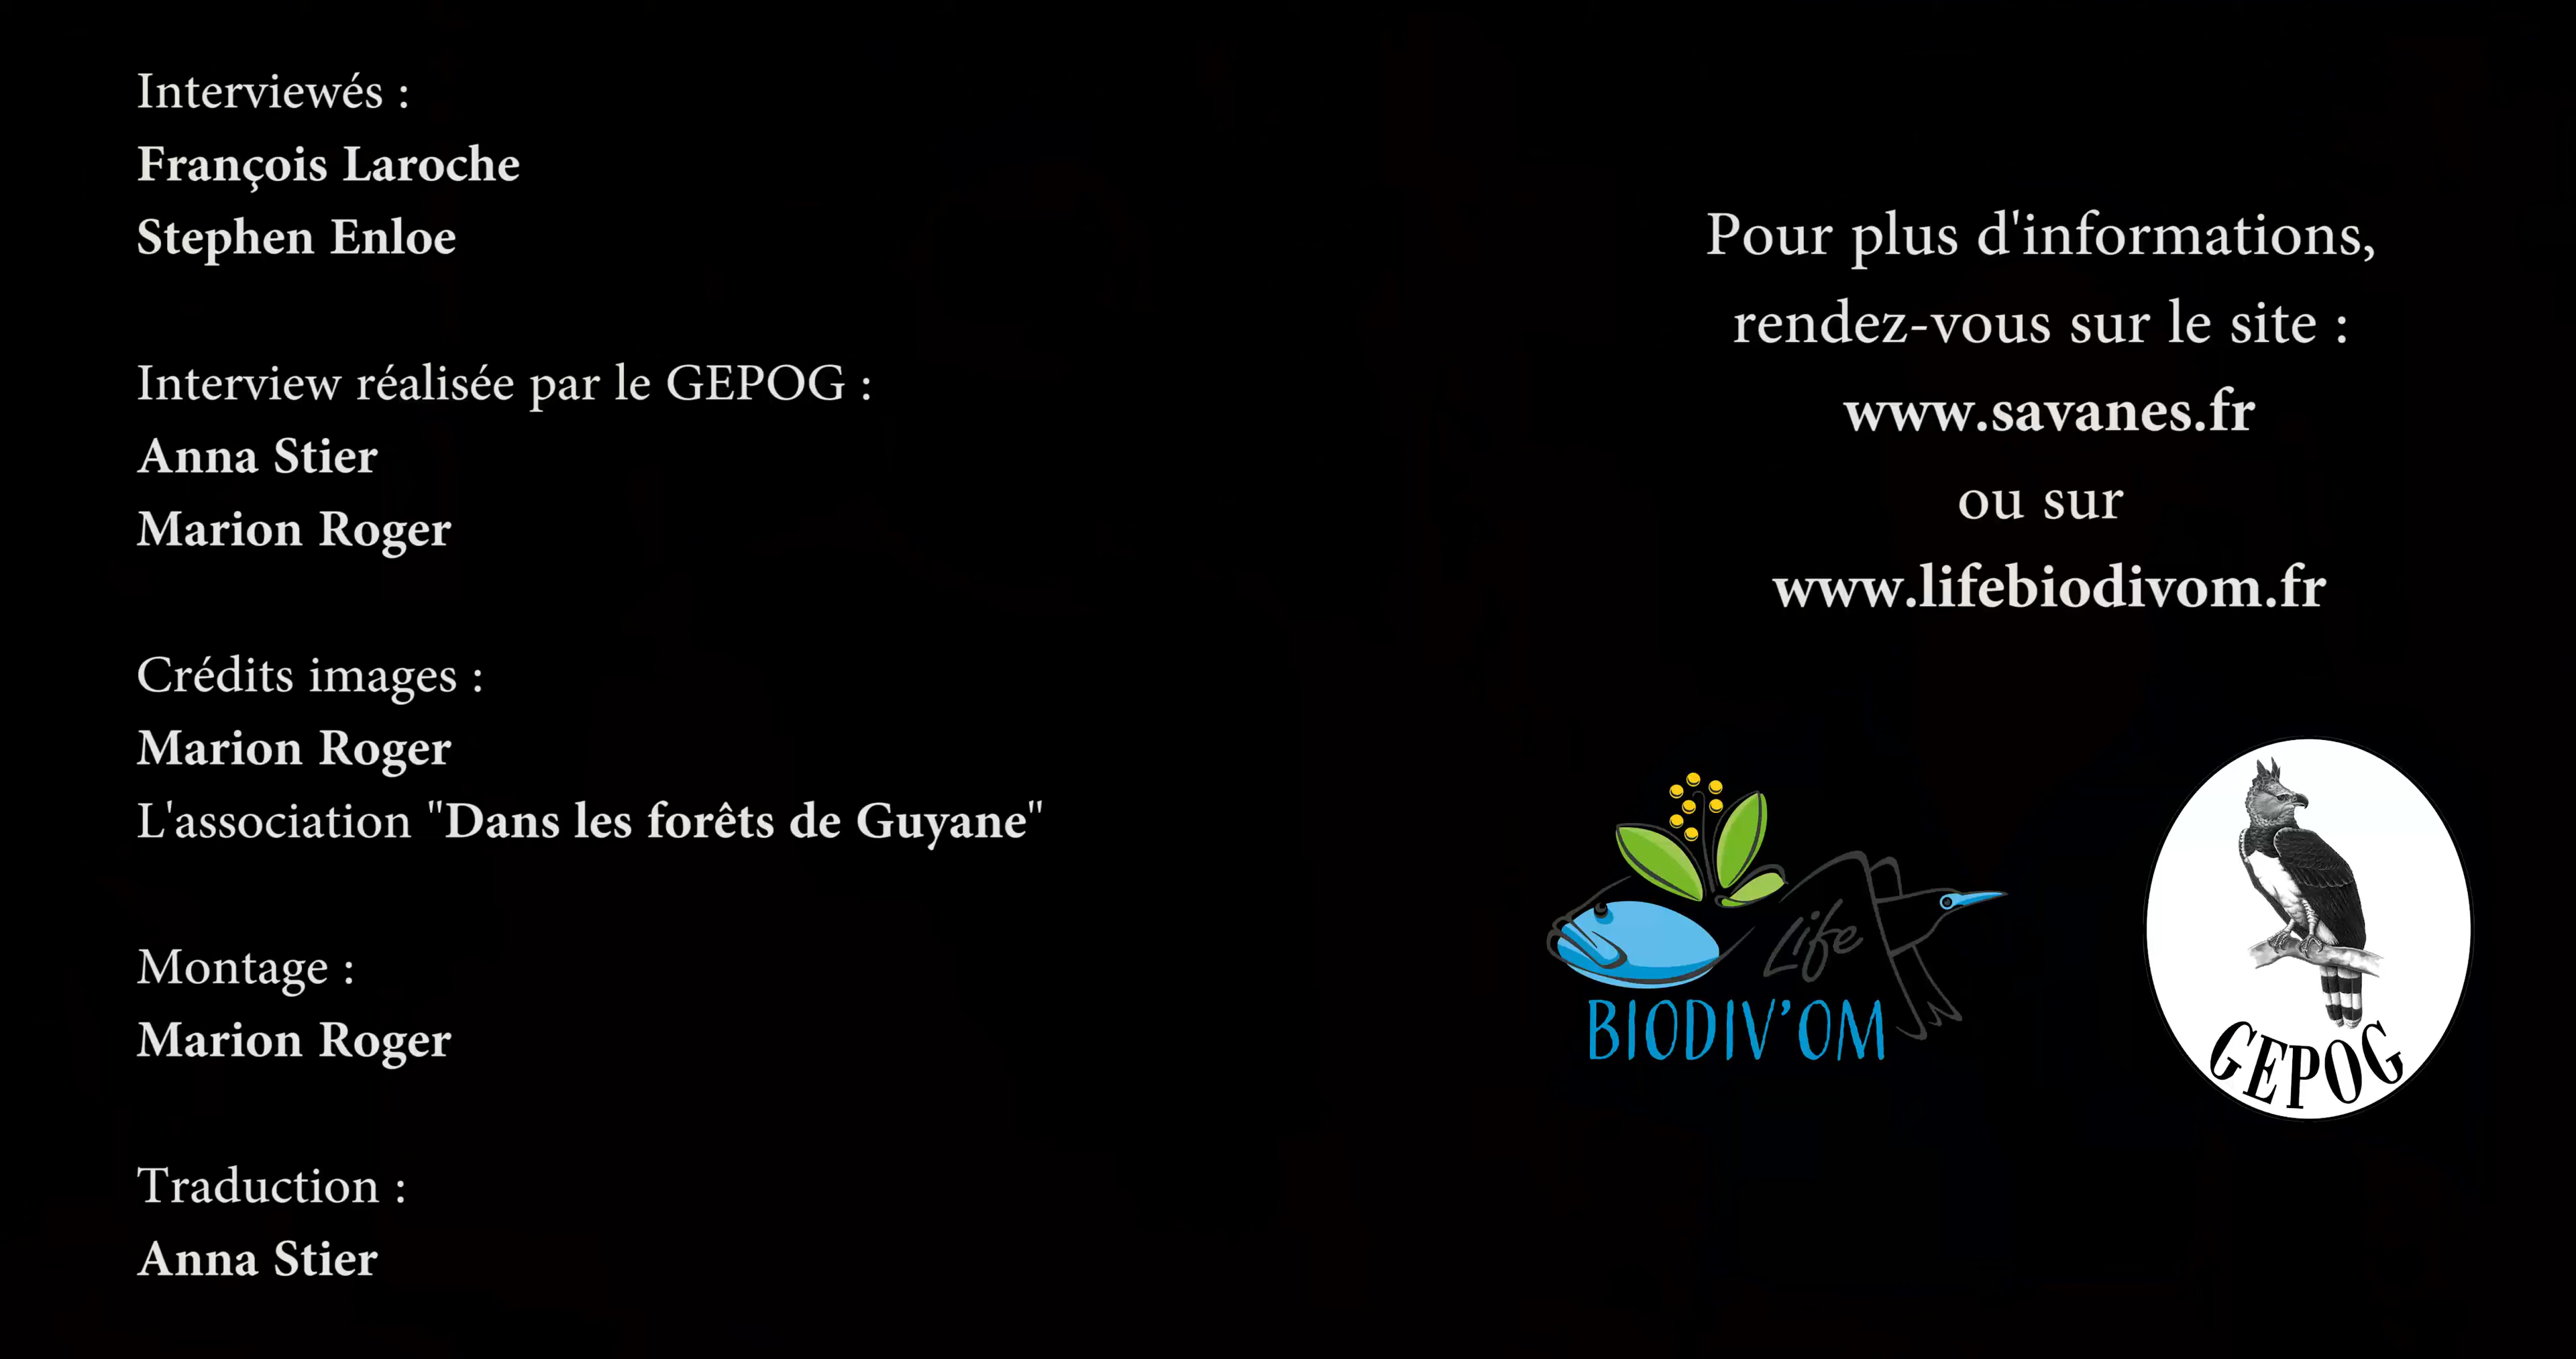 Interviewés :
François Laroche
Stephen Enloe
Interview réalisée par le GEPOG :
Anna Stier
Marion Roger
Crédits images :
Marion Roger
L'association "Dans les forêts de Guyane"
Montage :
Marion Roger
Traduction :
Anna Stier
Pour plus d'informations,
rendez-vous sur le site :
www.savanes.fr
ou sur
www.lifebiodivom.fr
Life
BIODIV'OM
GEPOG